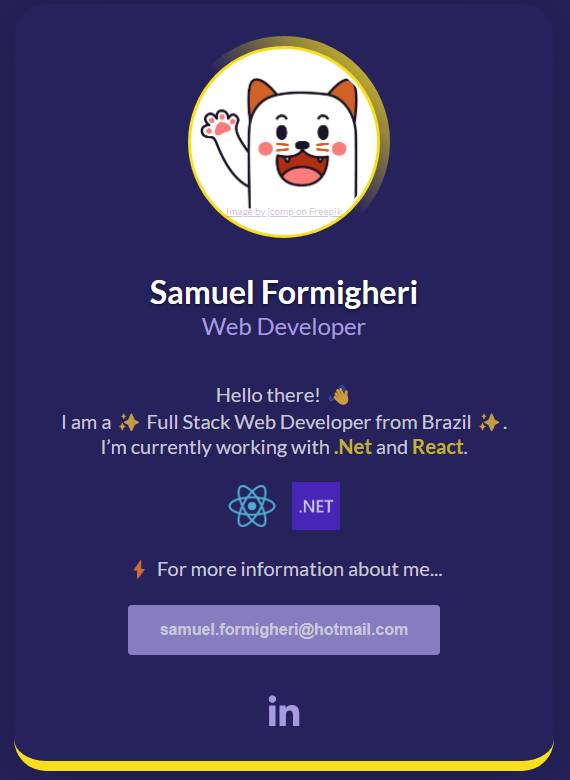 Image by jcomp on Freepik
Samuel Formigheri
Web Developer
Hello there! 👋
I am a ✨ Full Stack Web Developer from Brazil ✨.
I’m currently working with .Net and React.
.NET
⚡ For more information about me...
samuel.formigheri@hotmail.com
in